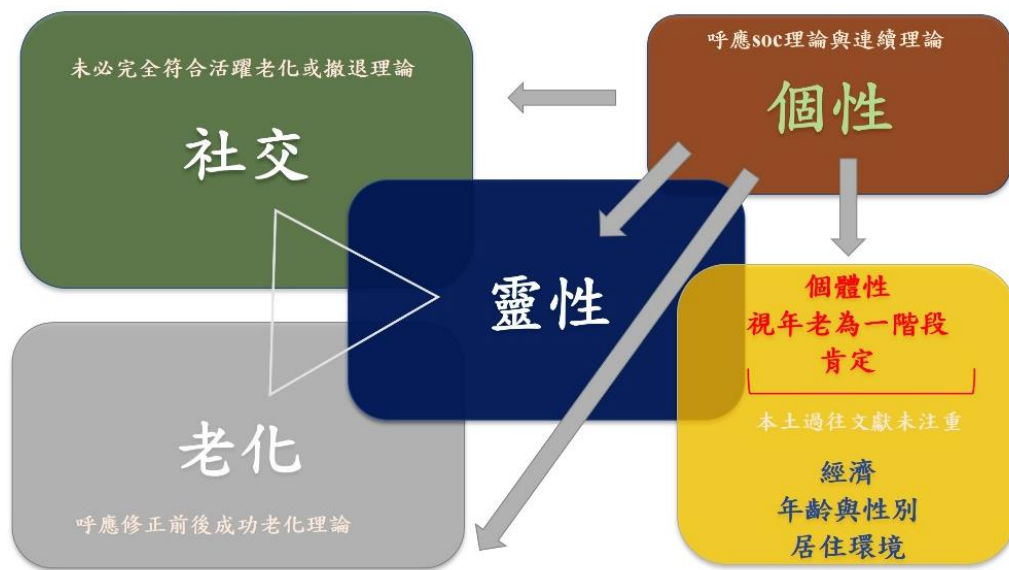 未必完全符合活躍老化或撤退理論
社交
呼應soc理論與連續理論
個性
靈性
老化
呼應修正前後成功老化理論
個體性
視年老為一階段
肯定
本土過往文獻未注重
經濟
年齡與性別
居住環境